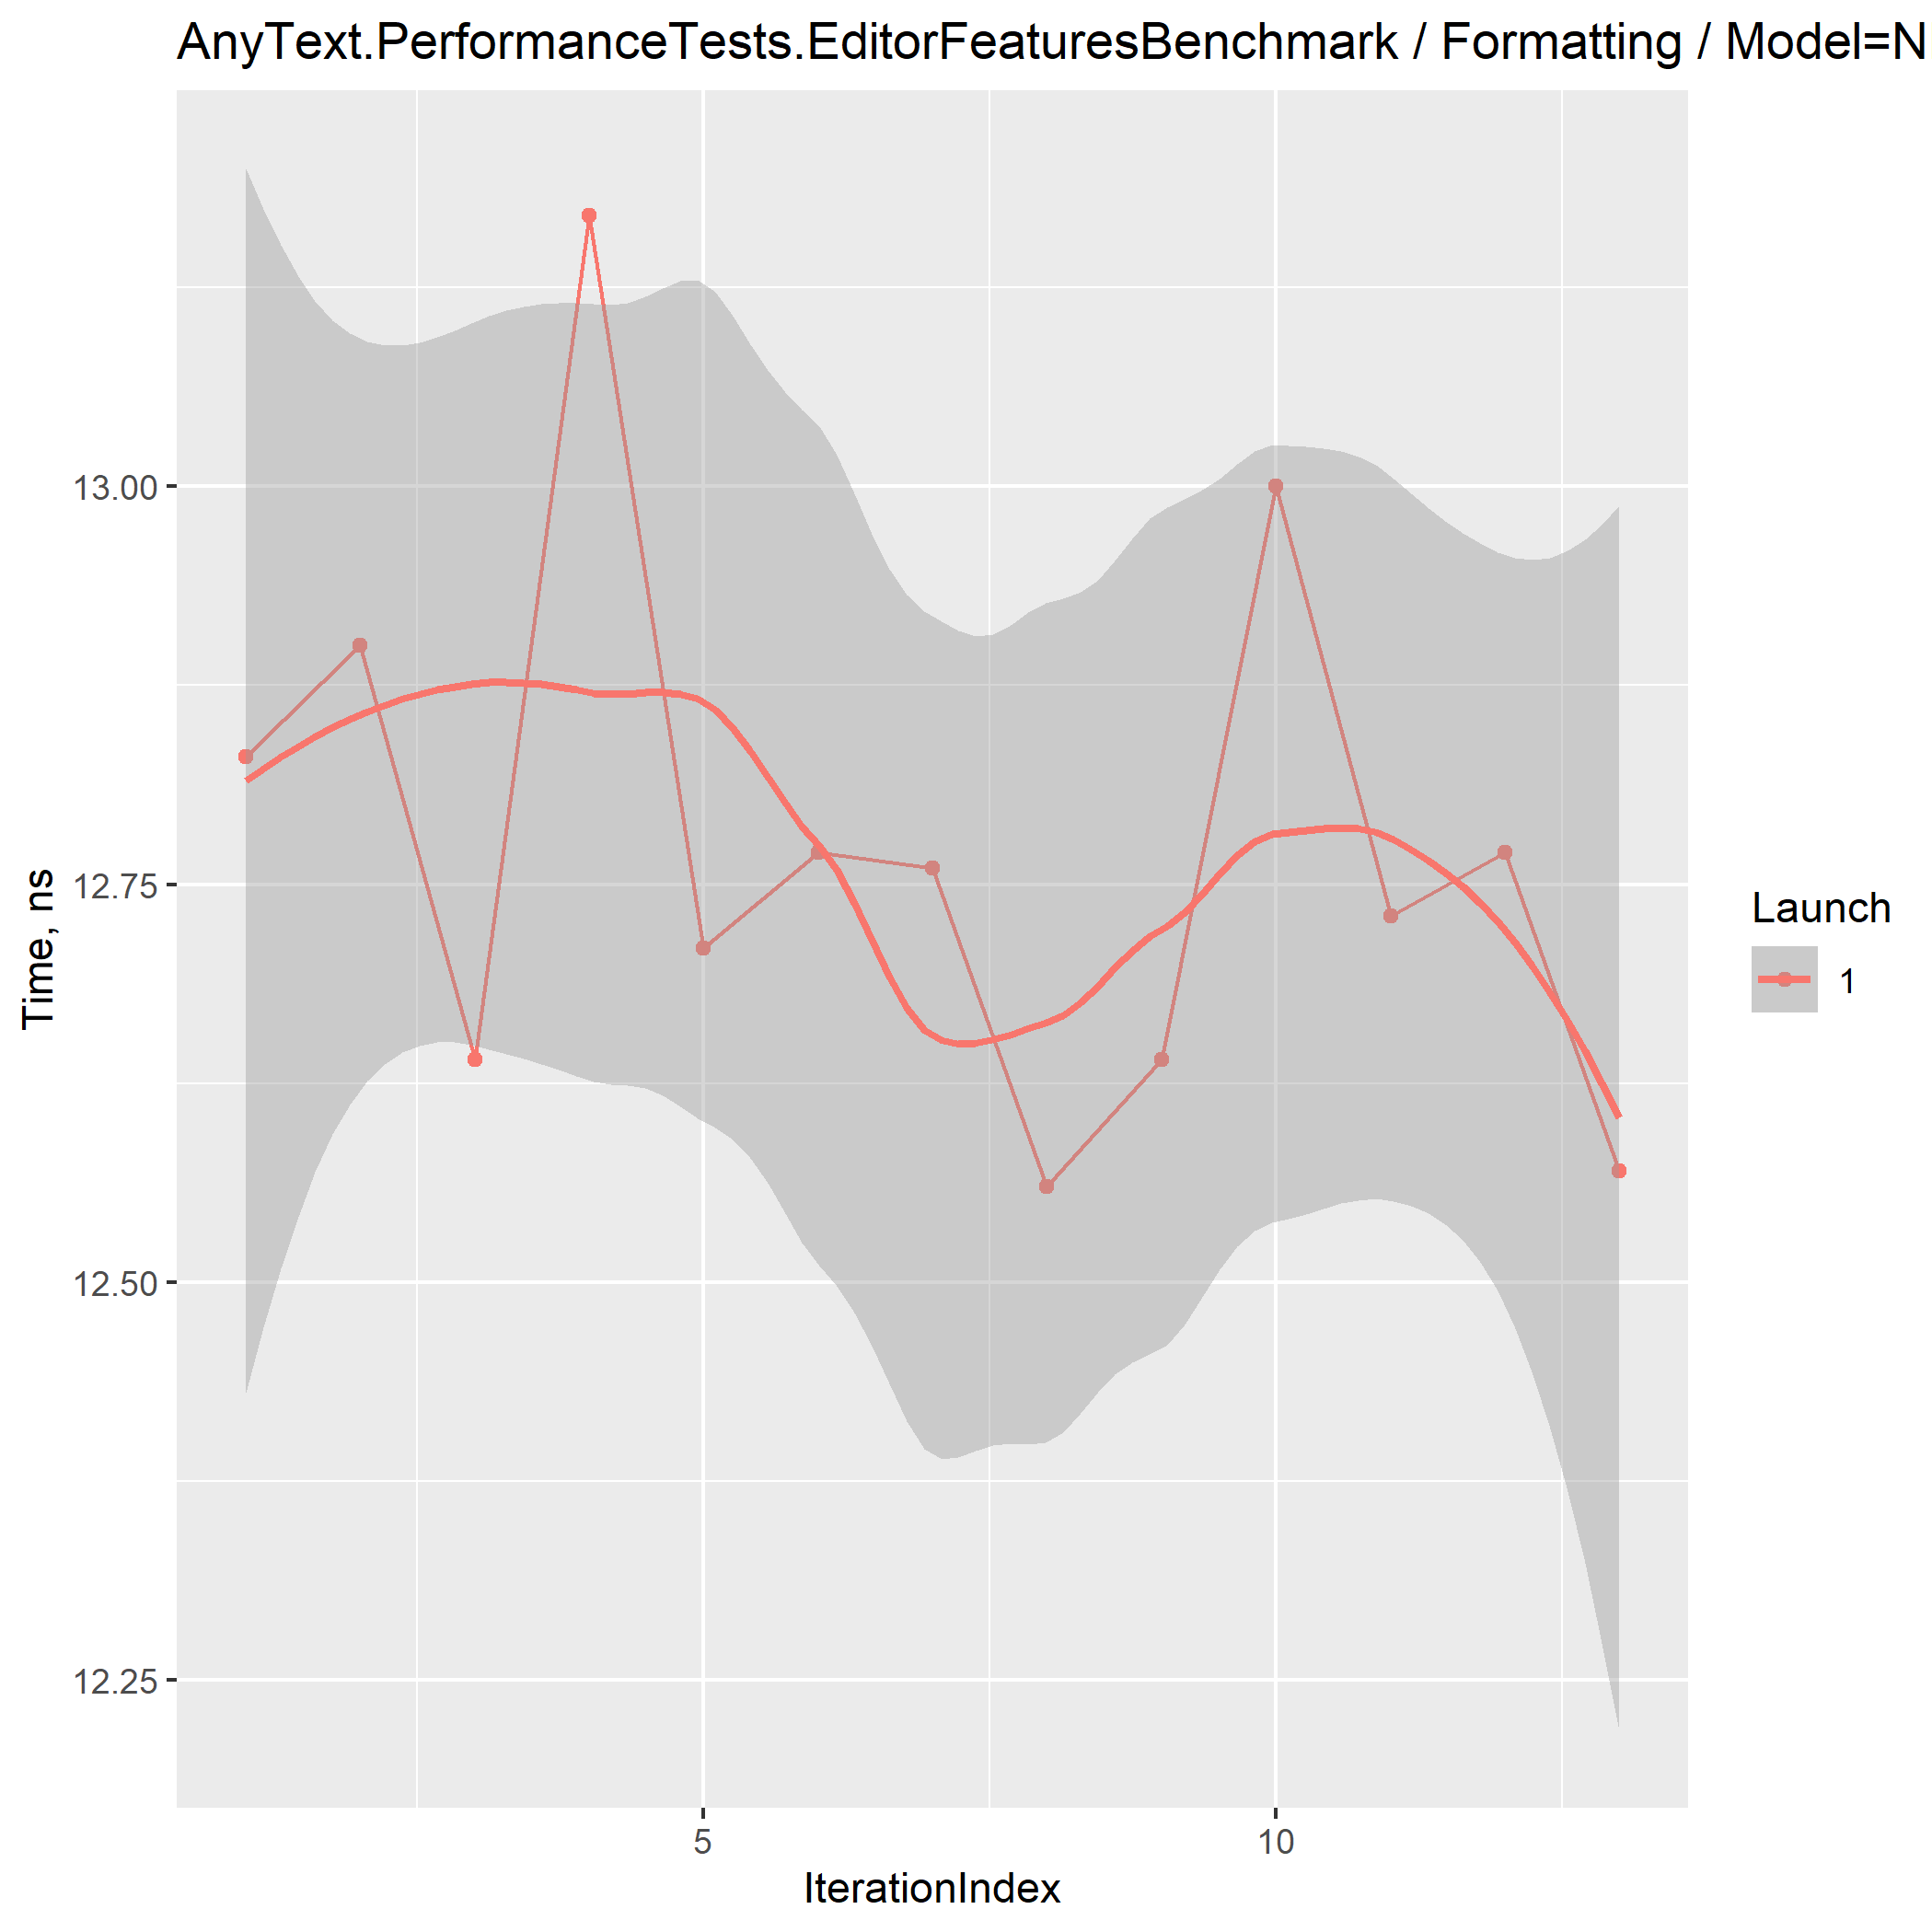 AnyText.PerformanceTests.EditorFeaturesBenchmark / Formatting / Model=N
Time, ns
13.00
12.75
12.50
12.25
5
10
IterationIndex
Launch
1